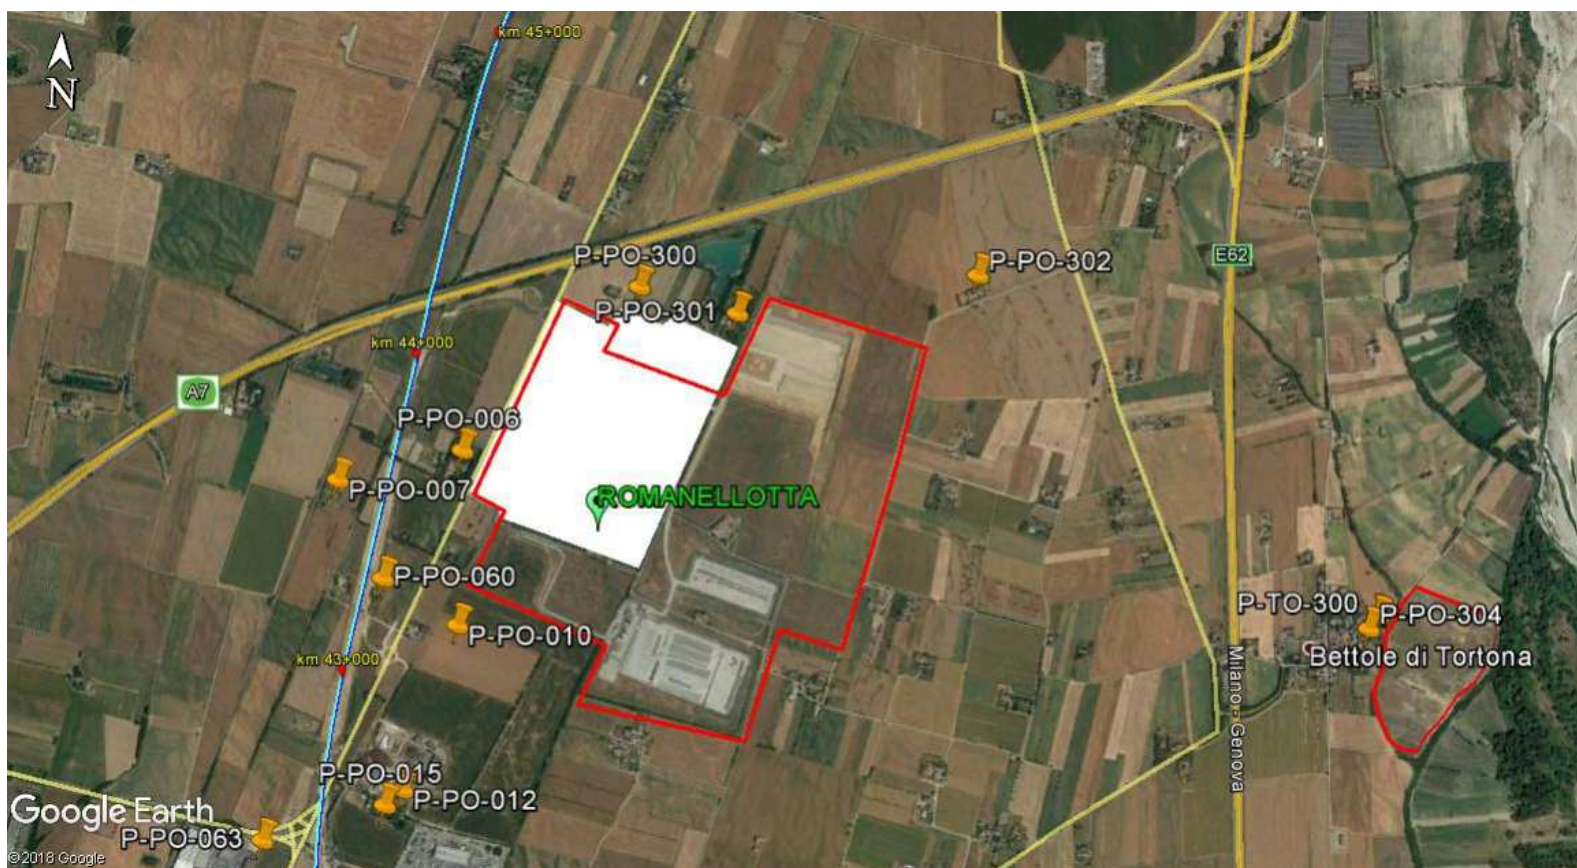 km 45+000
N
P-PO-300
P-PO-302
E62
P-PO-301
km 44+000
A7
P-PO-006
P-PO-007
ROMANELLOTTA
P-PO-060
P-TO-300
P-PO-304
P-PO-010
Bettole di Tortona
km 43+000
Milano - Genova
P-PO-015
P-PO-012
Google Earth
P-PO-063
©2018 Google